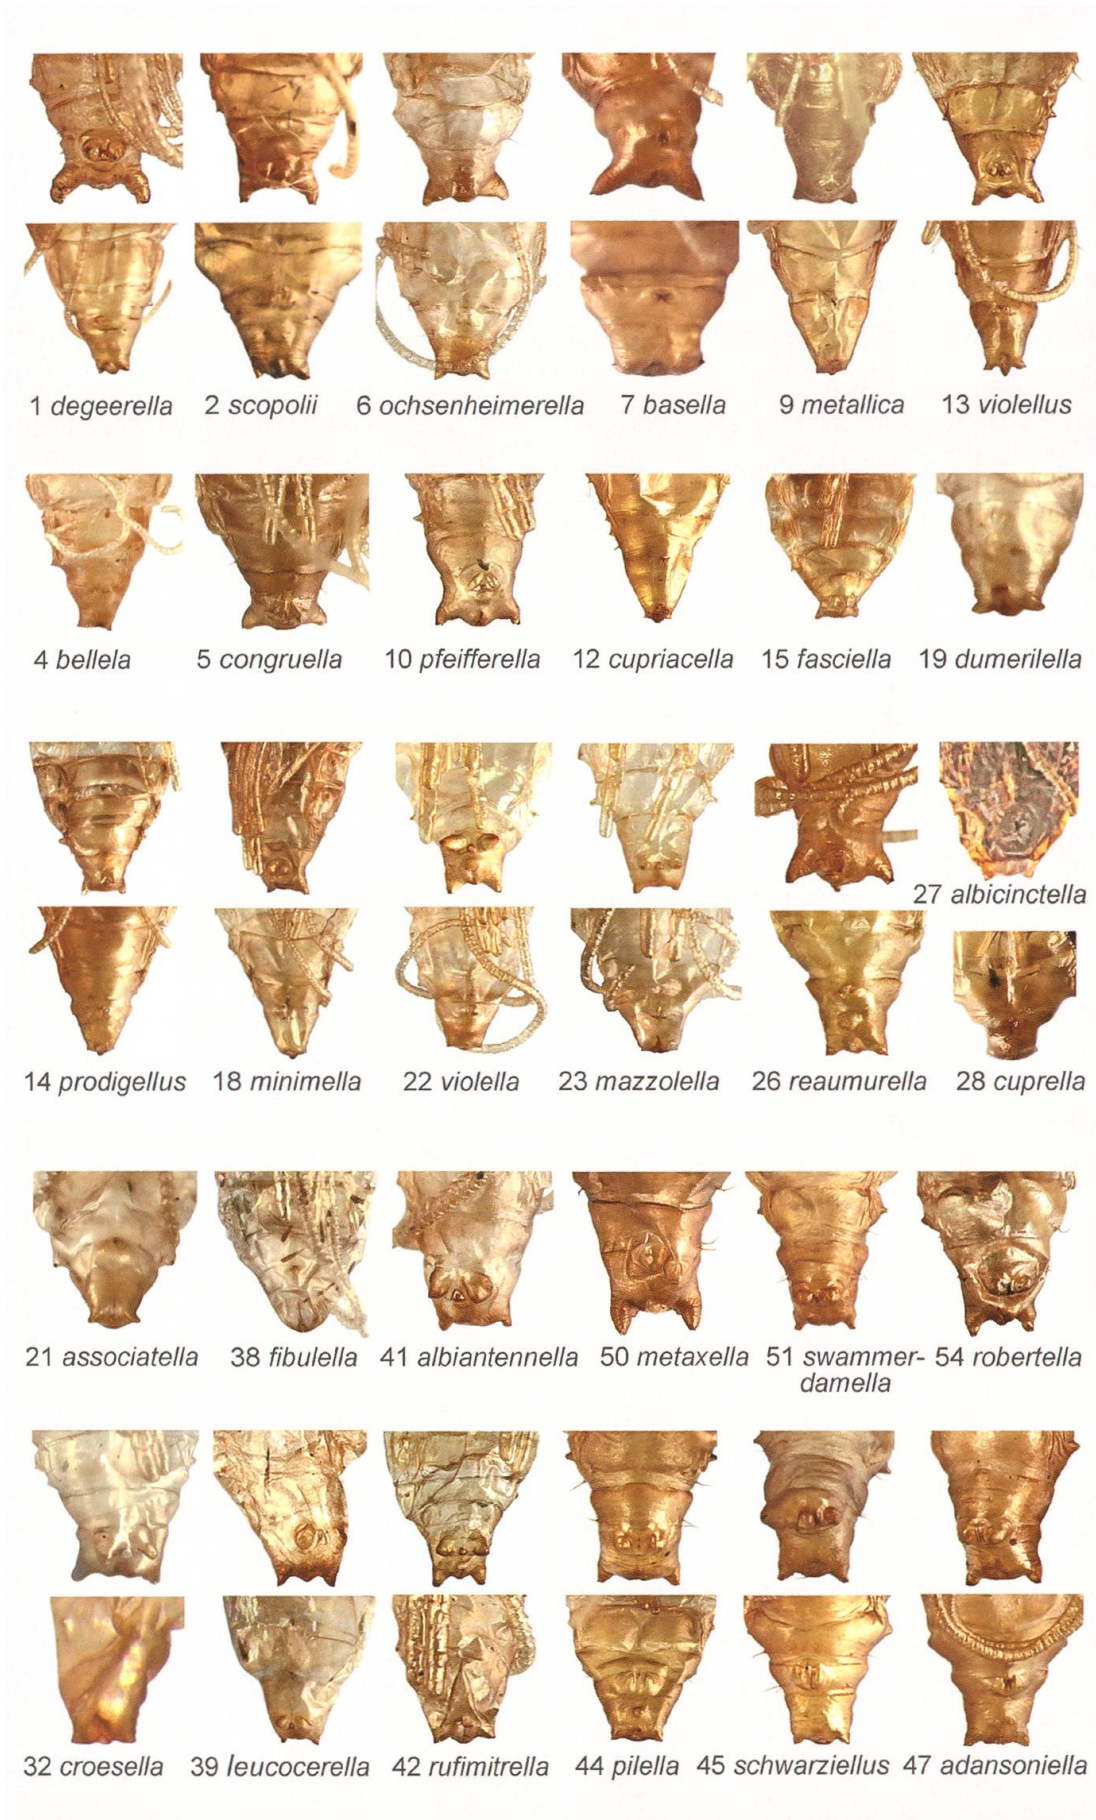 1 degeerella 2 scopolii 6 ochsenheimerella 7 basella 9 metallica 13 violellus
4 bellela 5 congruella 10 pfeifferella 12 cupriacella 15 fasciella 19 dumerilella
27 albicinctella
14 prodigellus 18 minimella 22 violella 23 mazzolella 26 reaumurella 28 cuprella
21 associatella 38 fibulella 41 albiantennella 50 metaxella 51 swammer- 54 robertella
damella
32 croesella 39 leucocerella 42 rufimitrella 44 pilella 45 schwarziellus 47 adansoniella